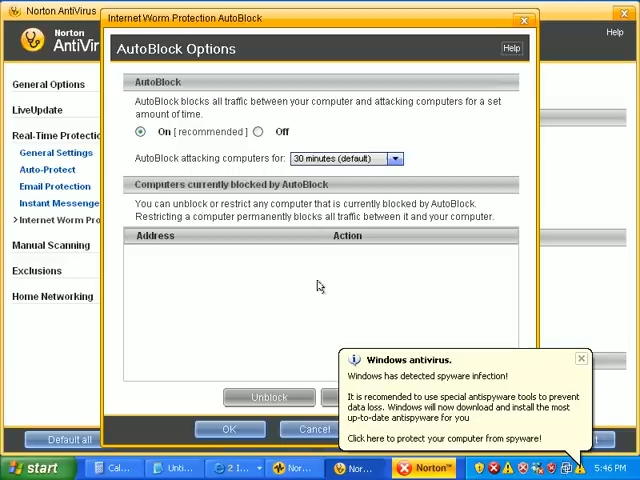 Norton AntiVirus
Internet Worm Protection AutoBlock
Help
Norton
AutoBlock Options
Help
General Options
LiveUpdate
Real-Time Protectio
General Settings
Auto-Protect
Email Protection
Instant Messenge
Internet Worm Pro
Manual Scanning
Exclusions
Home Networking
Default all
AutoBlock
AutoBlock blocks all traffic between your computer and attacking computers for a set
amount of time.
On [ recommended ] Off
AutoBlock attacking computers for: 30 minutes (default)
Computers currently blocked by AutoBlock
You can unblock or restrict any computer that is currently blocked by AutoBlock.
Restricting a computer permanently blocks all traffic between it and your computer.
Address Action
Unblock
OK Cancel
Windows antivirus.
Windows has detected spyware infection!
It is recomended to use special antispyware tools to prevent
data loss. Windows will now download and install the most
up-to-date antispyware for you
Click here to protect your computer from spyware!
start Cal... Unti... 2 I... Nor... Nor... Norton™ 5:46 PM